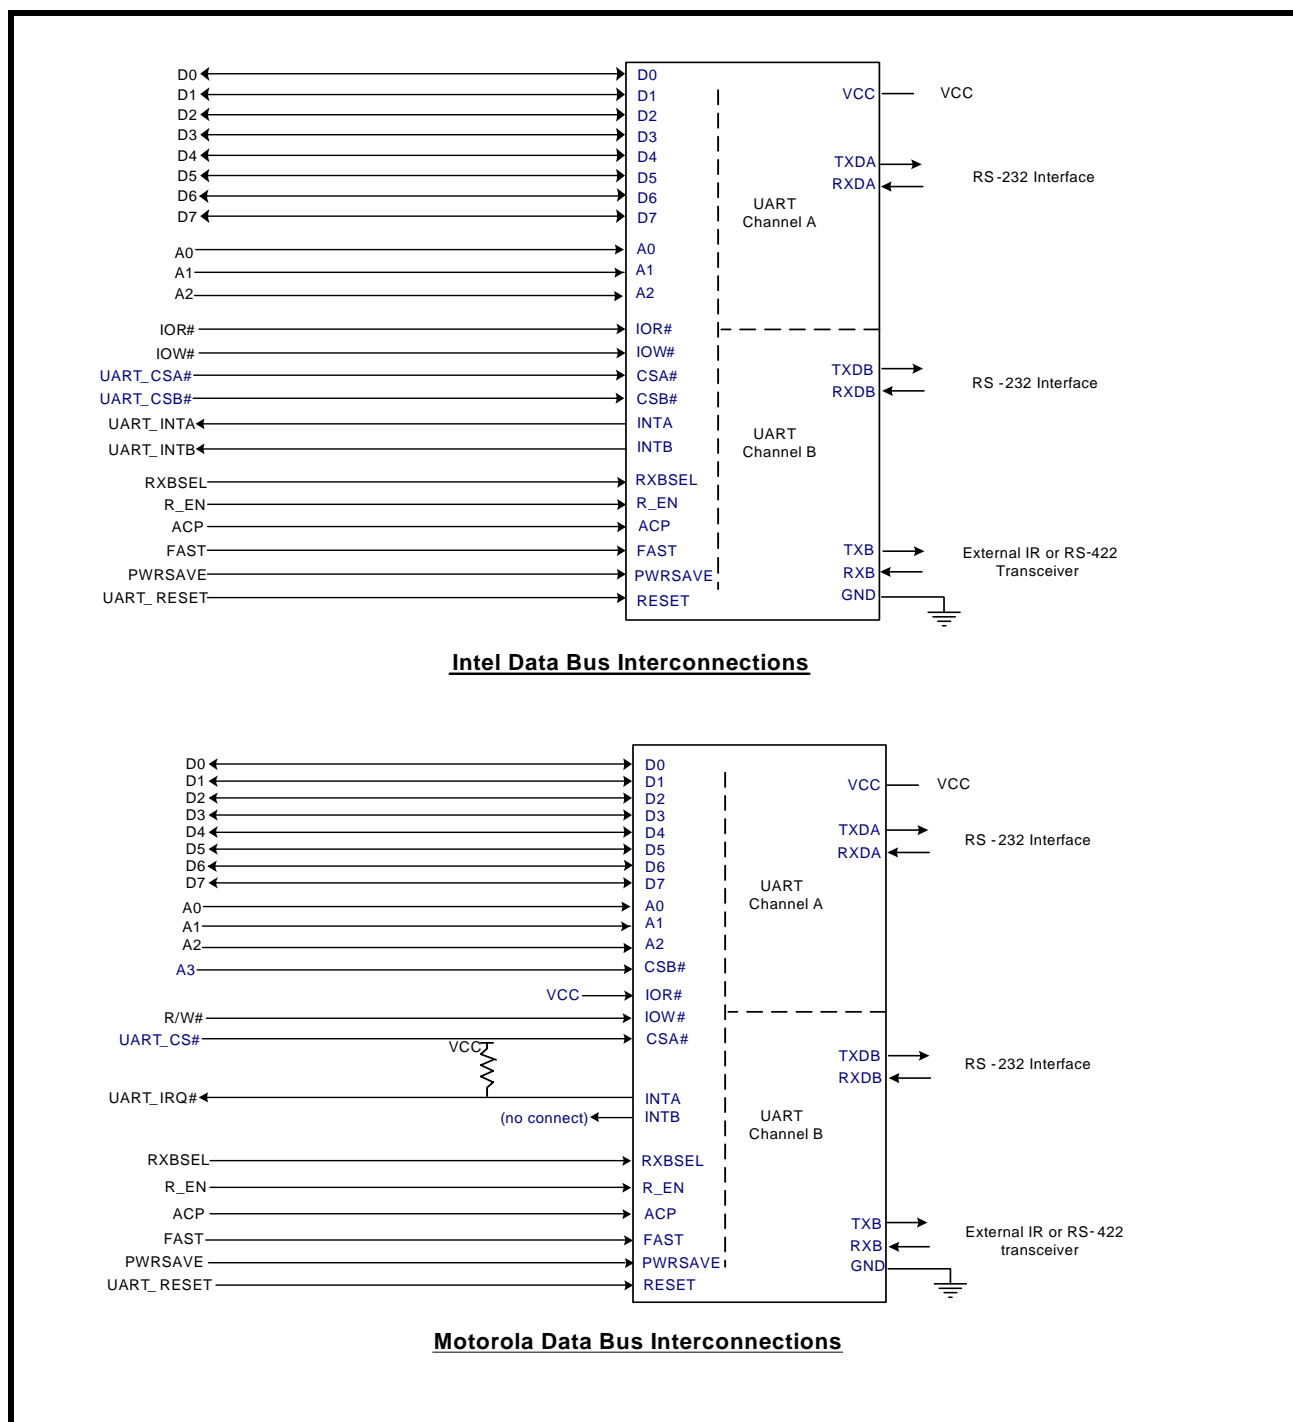 D0 D0
D1 D1
D2 D2
D3 D3
D4 D4
D5 D5
D6 D6
D7 D7
A0 A0
A1 A1
A2 A2
IOR# IOR#
IOW# IOW#
UART_CSA# CSA#
UART_CSB# CSB#
UART_INTA INTA
UART_INTB INTB
RXBSEL RXBSEL
R_EN R_EN
ACP ACP
FAST FAST
PWRSAVE PWRSAVE
UART_RESET RESET
UART
Channel A
UART
Channel B
VCC VCC
TXDA
RXDA
RS-232 Interface
TXDB
RXDB
RS-232 Interface
TXB
RXB
External IR or RS-422
Transceiver
GND
Intel Data Bus Interconnections
D0 D0
D1 D1
D2 D2
D3 D3
D4 D4
D5 D5
D6 D6
D7 D7
A0 A0
A1 A1
A2 A2
A3 CSB#
VCC IOR#
R/W# IOW#
UART_CS# CSA#
VCC
UART_IRQ# INTA
(no connect) INTB
RXBSEL RXBSEL
R_EN R_EN
ACP ACP
FAST FAST
PWRSAVE PWRSAVE
UART_RESET RESET
UART
Channel A
UART
Channel B
VCC VCC
TXDA
RXDA
RS-232 Interface
TXDB
RXDB
RS-232 Interface
TXB
RXB
External IR or RS-422
transceiver
GND
Motorola Data Bus Interconnections